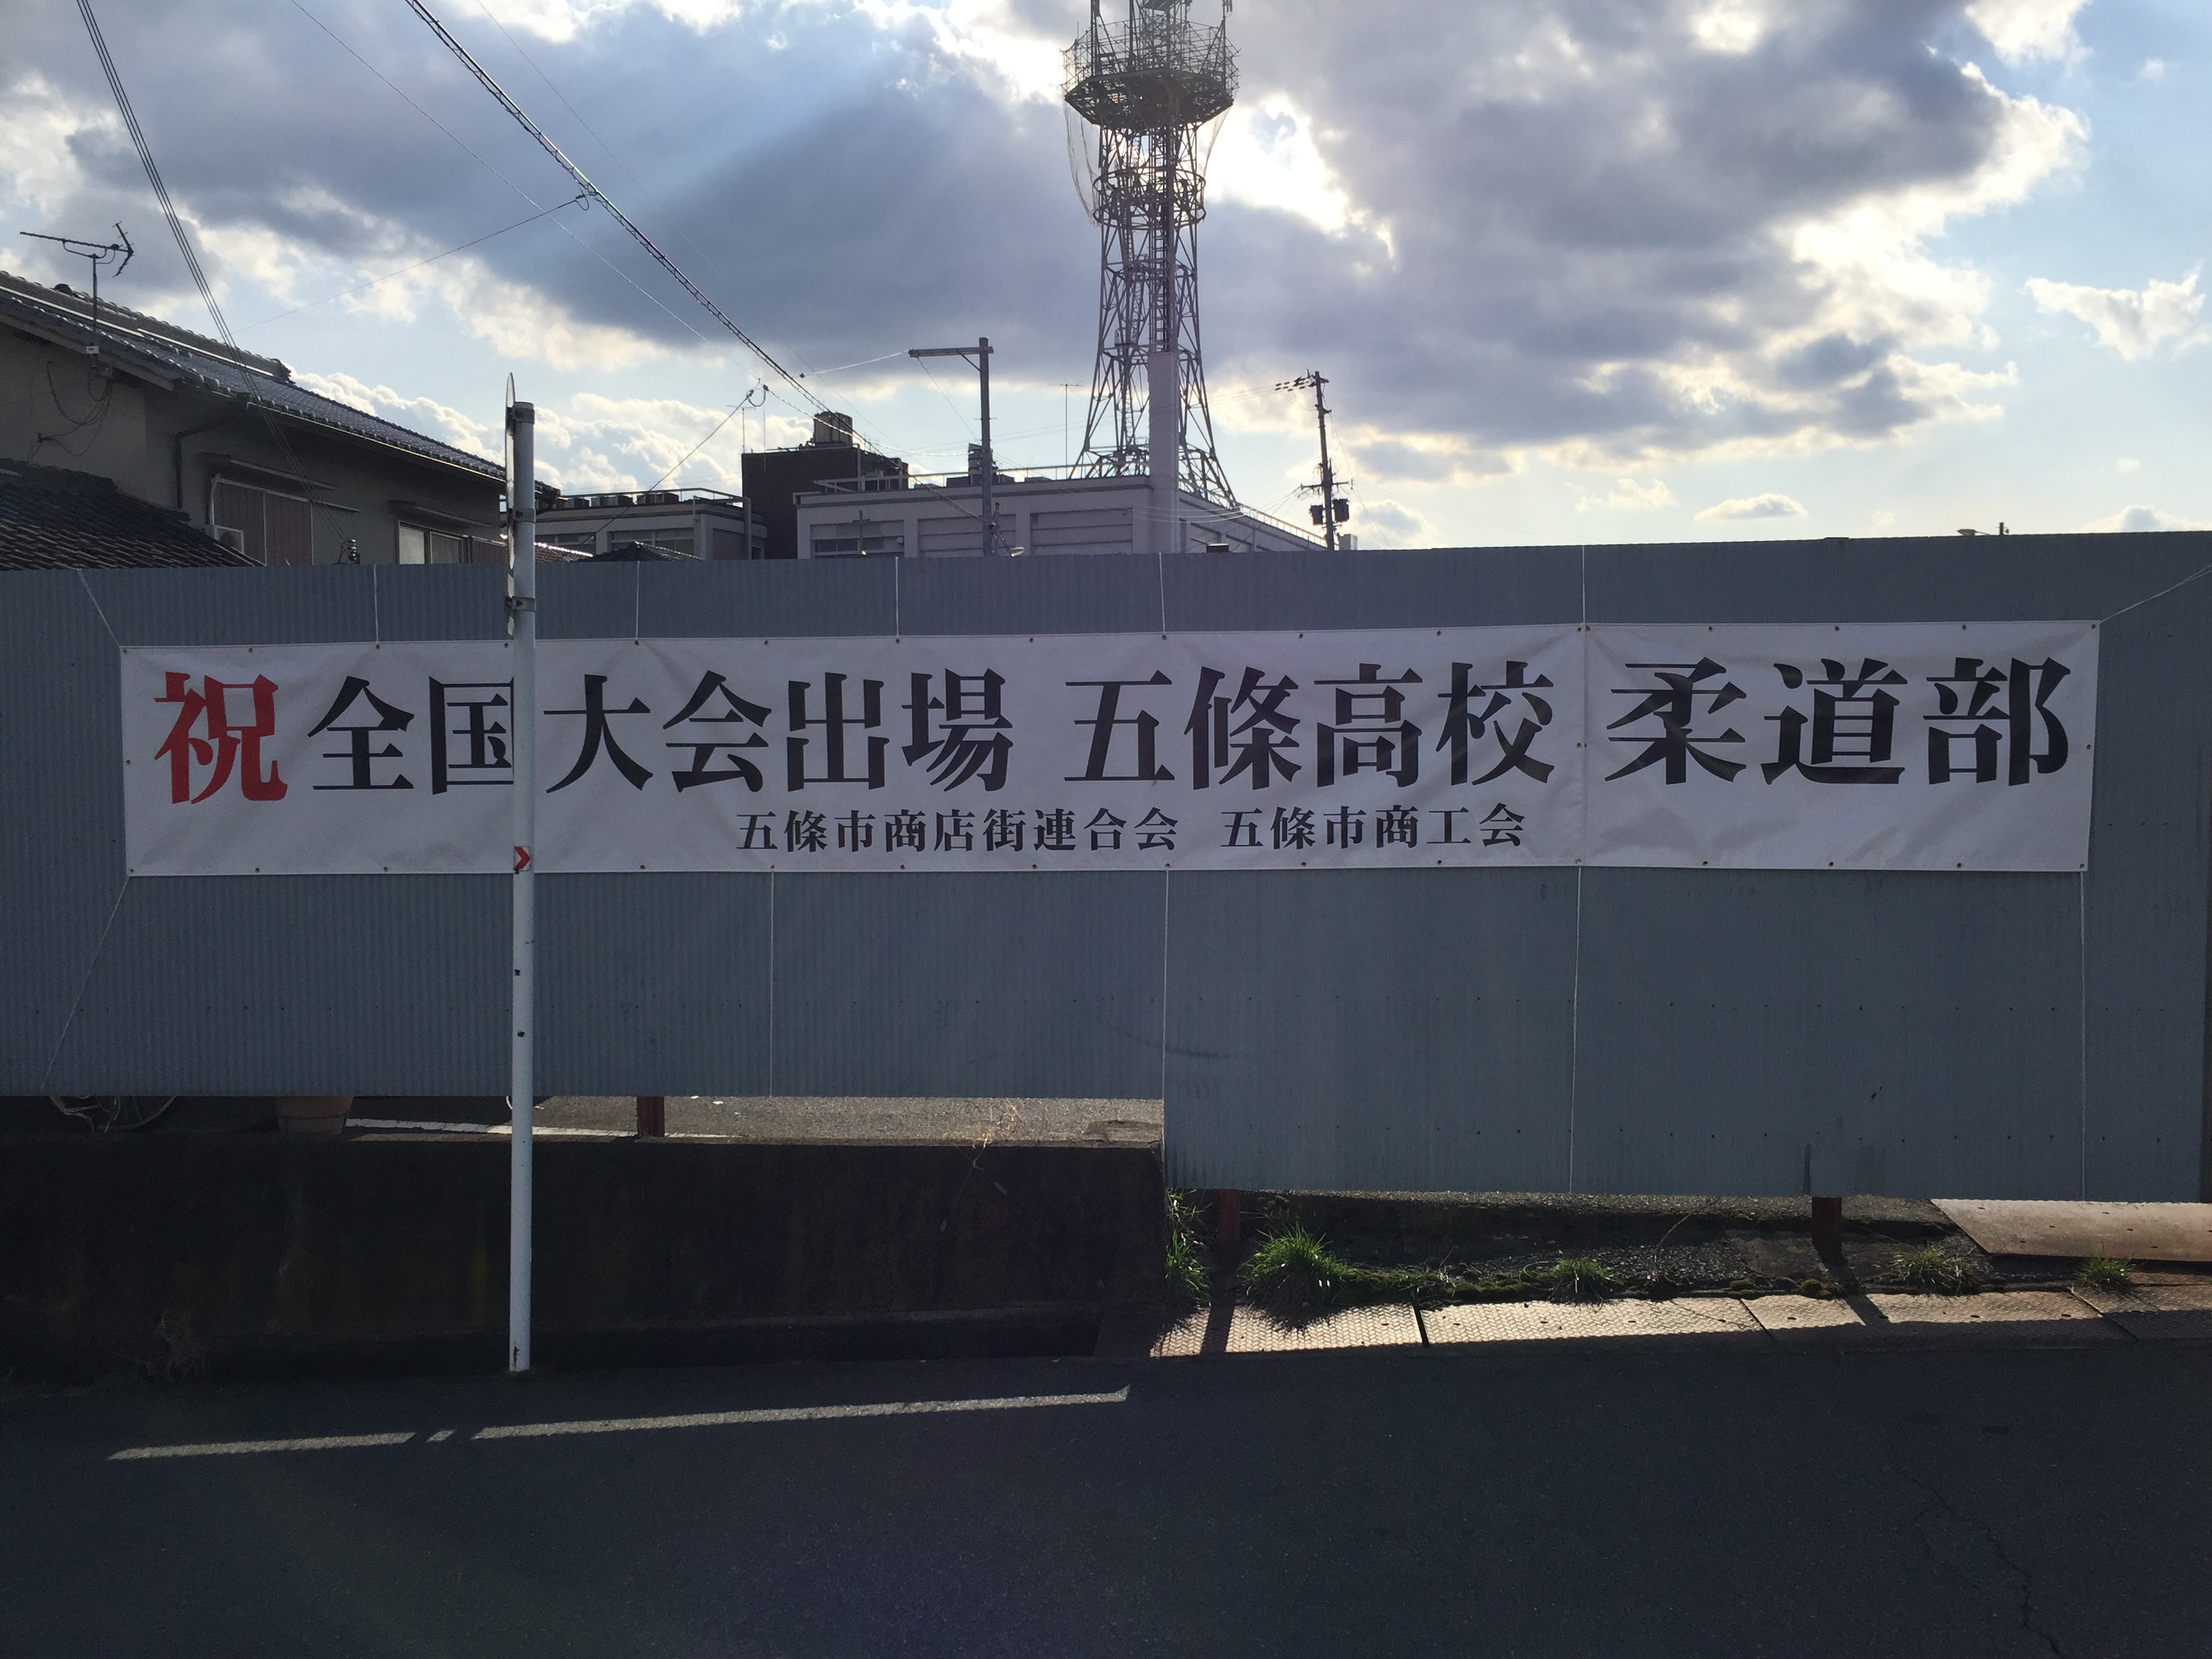 祝 全国大会出場 五條高校 柔道部
五條市商店街連合会 五條市商工会